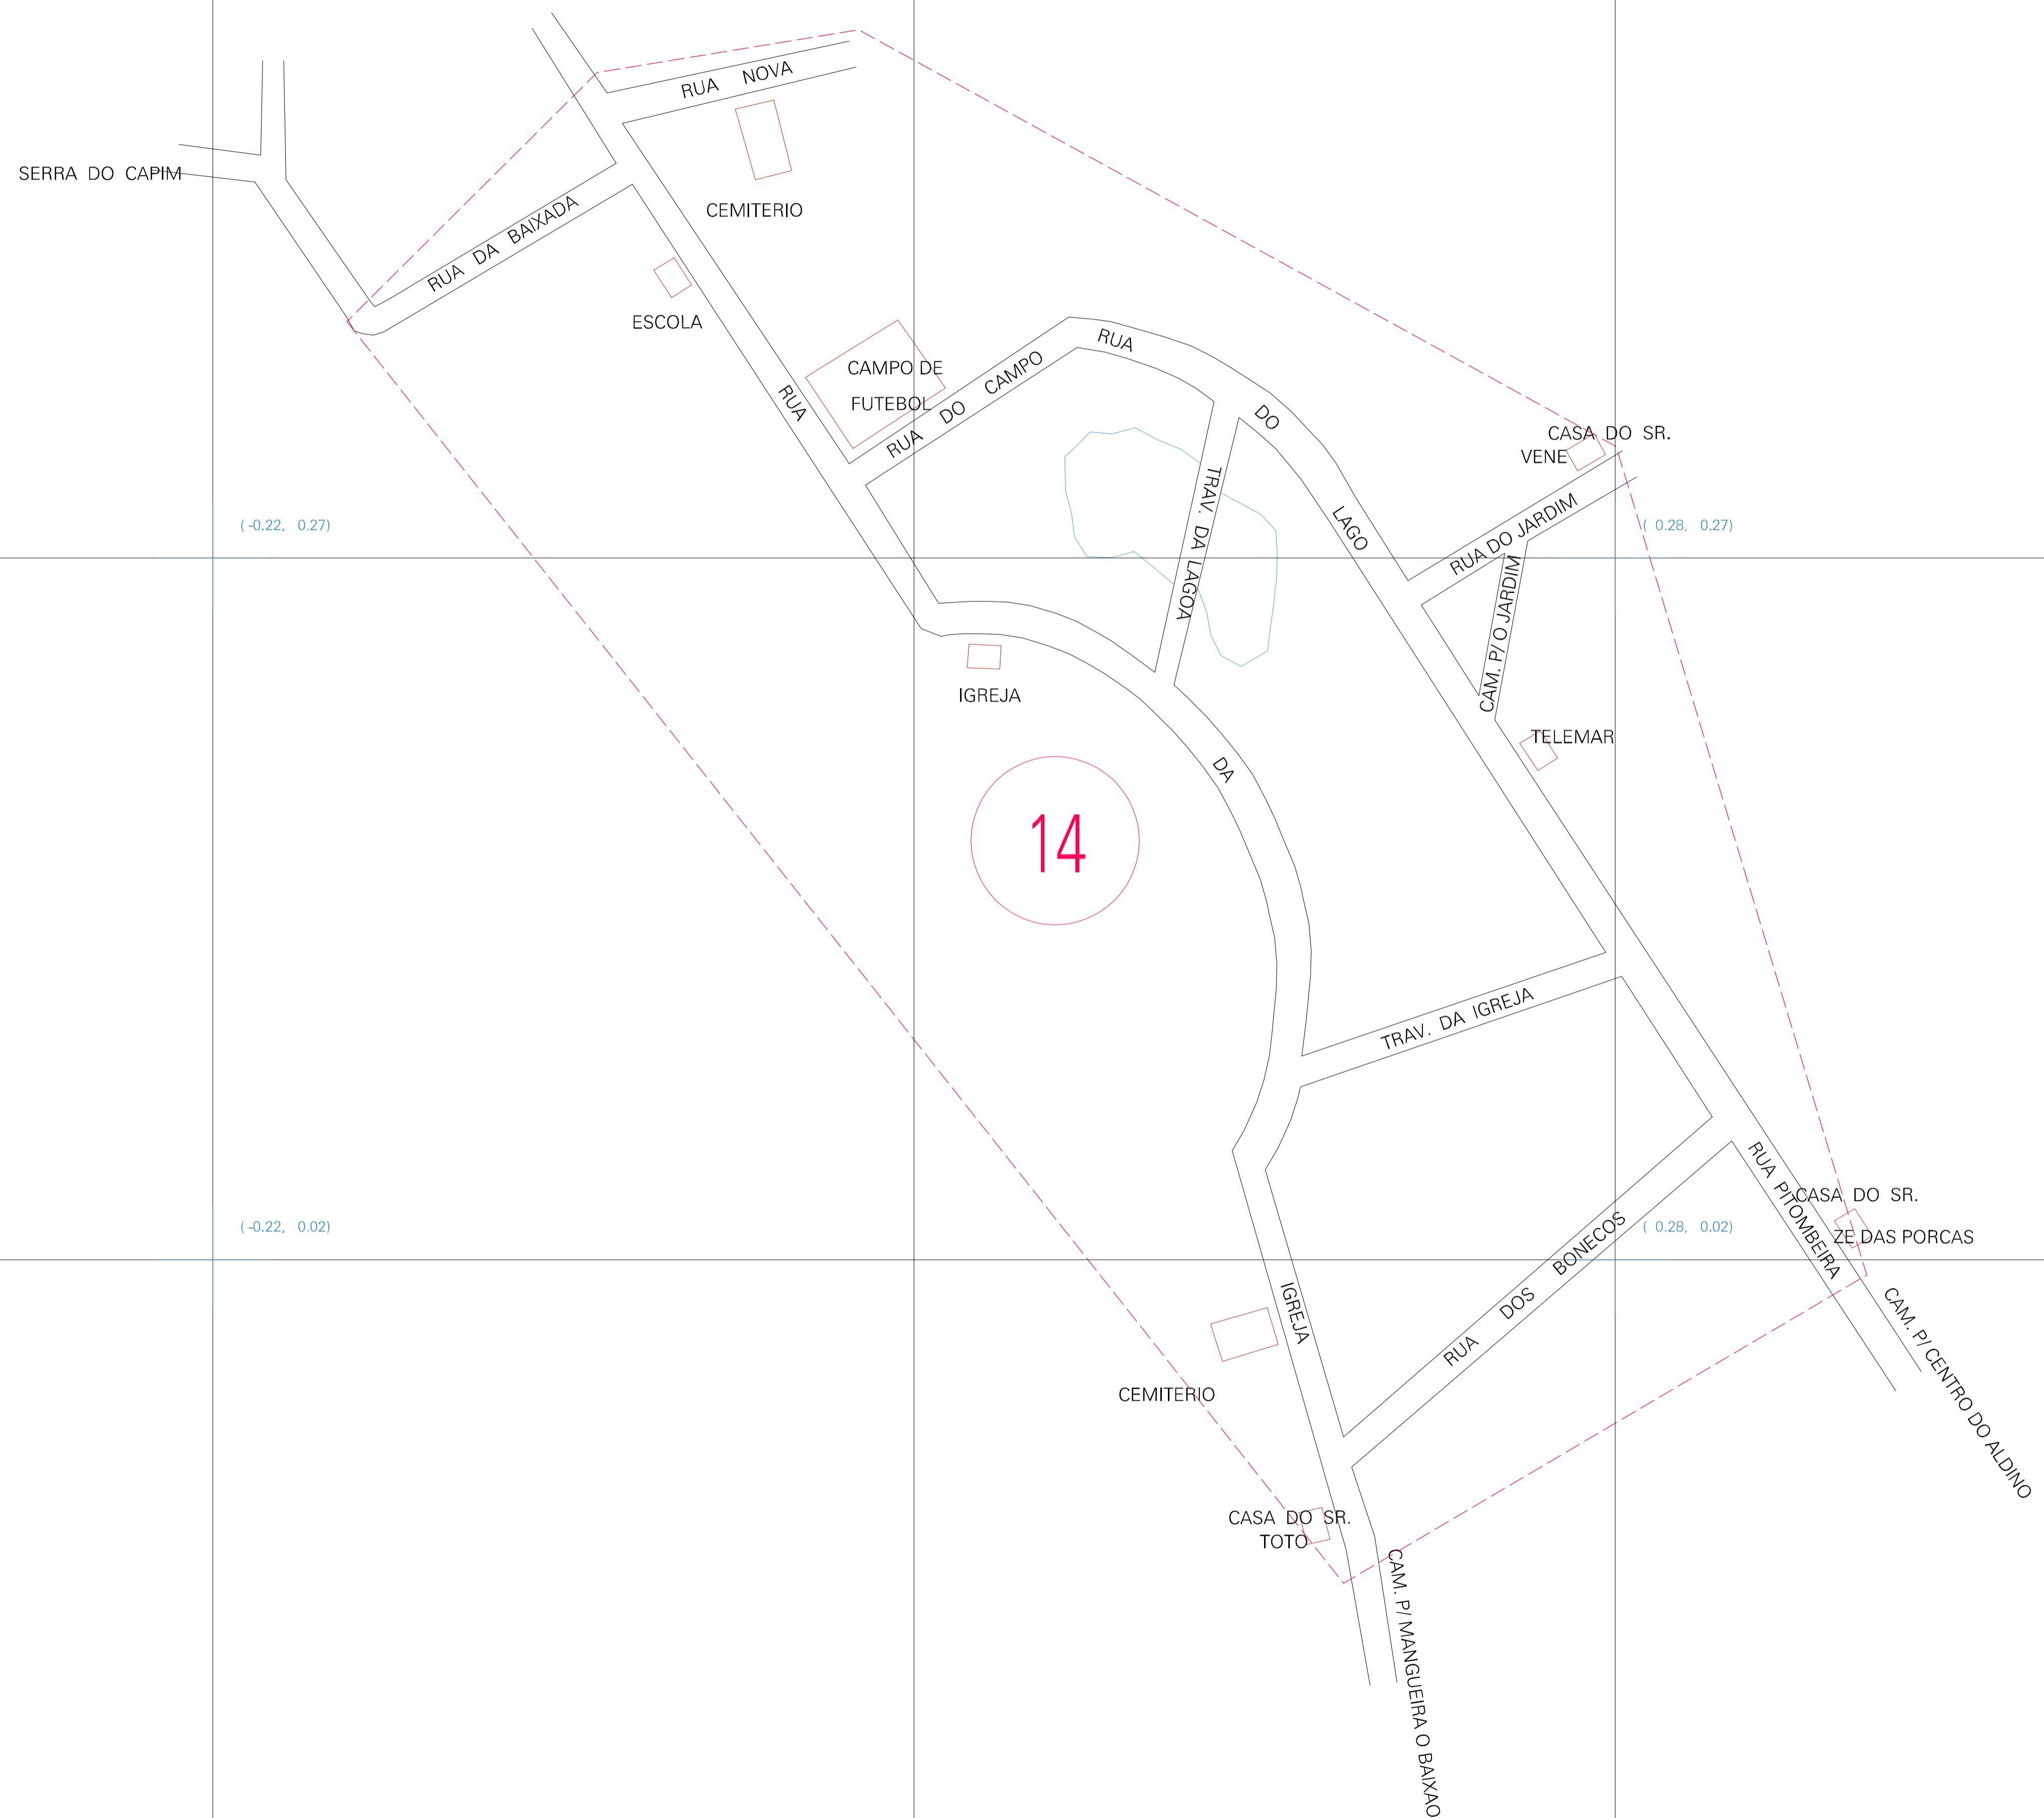 RUA NOVA
SERRA DO CAPIM
CEMITERIO
RUA DA BAIXADA
ESCOLA
CAMPO DE
FUTEBOL
RUA DO CAMPO
RUA DO LAGO
RUA DA IGREJA
CASA DO SR.
VENE
TRAV. DA LAGOA
RUA DO JARDIM
( -0.22, 0.27)
( 0.28, 0.27)
CAM. P/ O JARDIM
IGREJA
TELEMAR
14
TRAV. DA IGREJA
RUA PITOMBEIRA
CASA DO SR.
ZE DAS PORCAS
( -0.22, 0.02)
( 0.28, 0.02)
RUA DOS BONECOS
CAM. P/ CENTRO DO ALDINO
CEMITERIO
CASA DO SR.
TOTO
CAM. P/ MANGUEIRA O BAIXAO